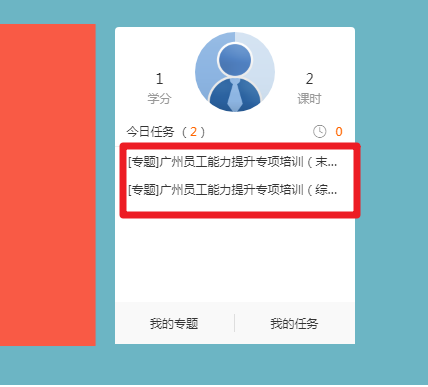 1 2
学分 课时
今日任务（2） 0
[专题]广州员工能力提升专项培训（末...
[专题]广州员工能力提升专项培训（综...
我的专题 我的任务